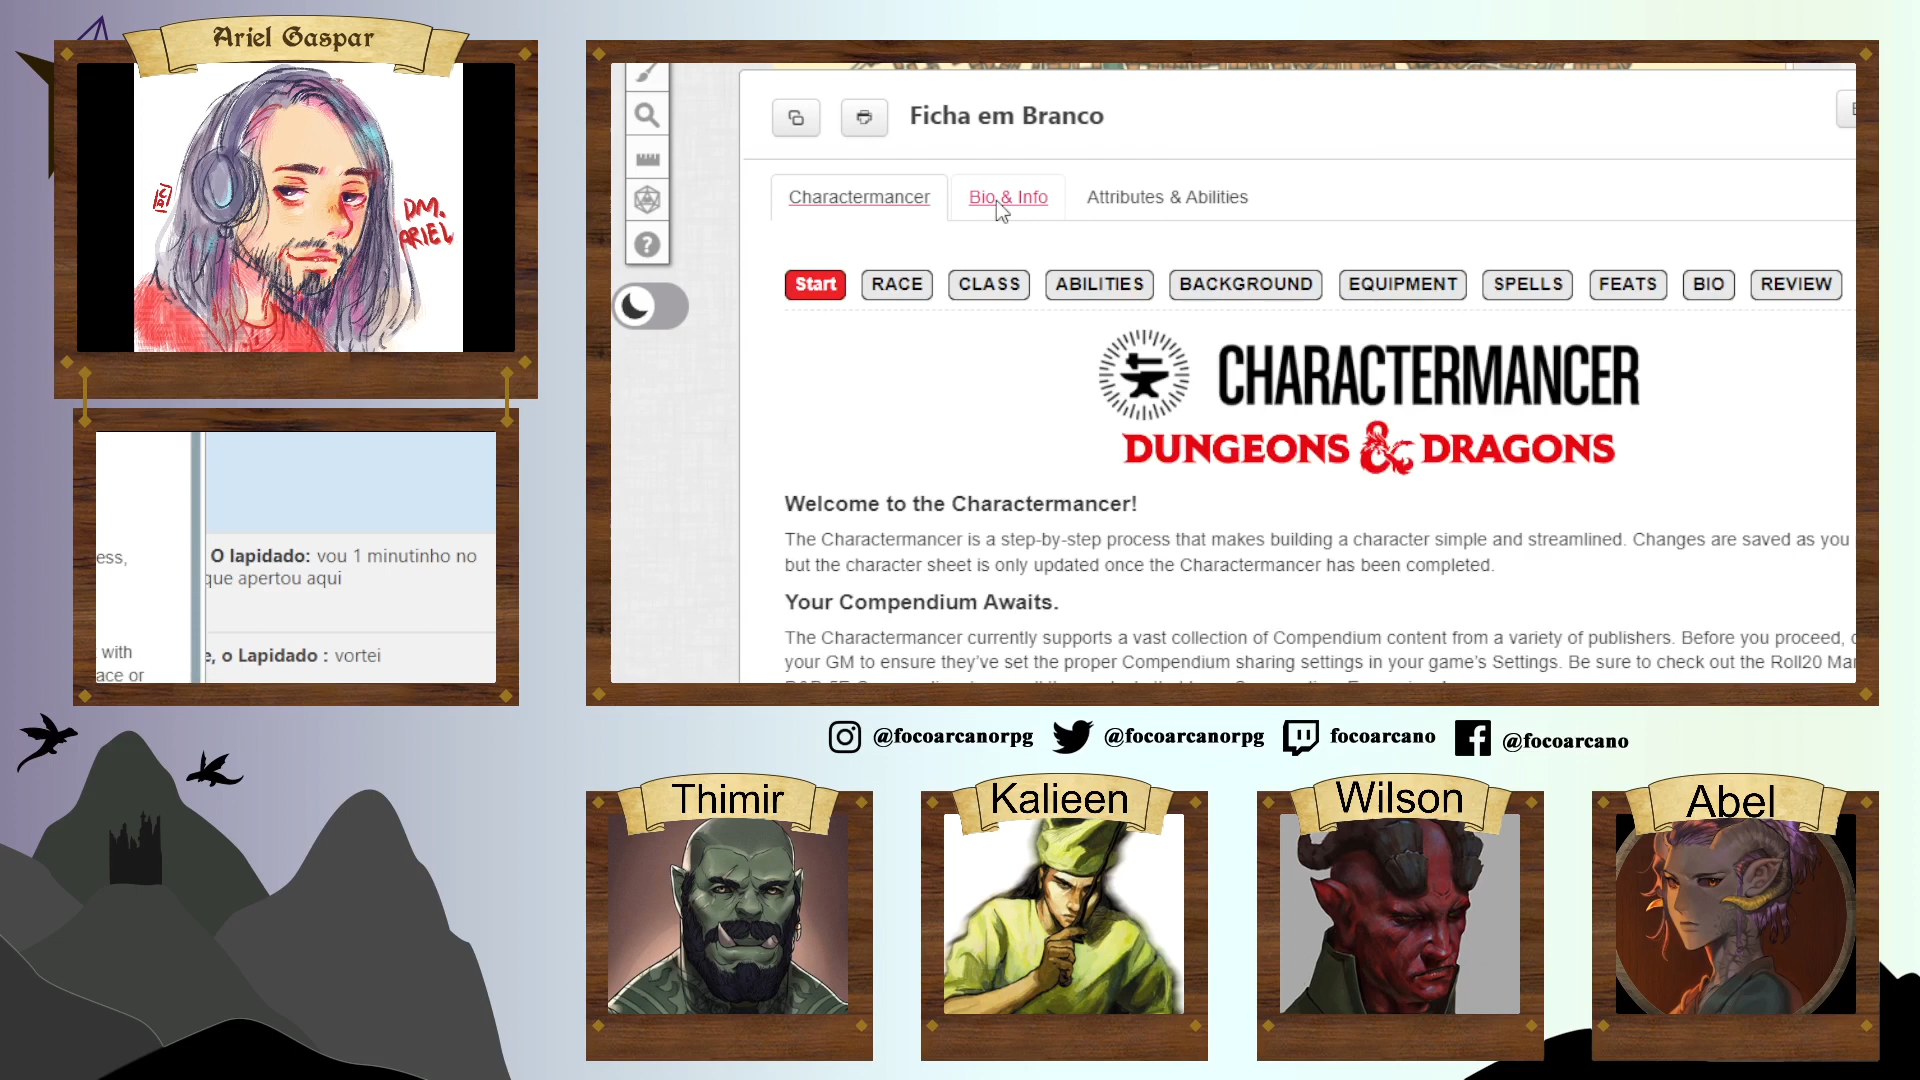 Ariel Gaspar
DM.
ARIEL
ess,
with
ace or
O lapidado: vou 1 minutinho no
que apertou aqui
e, o Lapidado : vortei
Ficha em Branco
Charactermancer
Bio & Info
Attributes & Abilities
Start
RACE
CLASS
ABILITIES
BACKGROUND
EQUIPMENT
SPELLS
FEATS
BIO
REVIEW
CHARACTERMANCER
DUNGEONS & DRAGONS
Welcome to the Charactermancer!
The Charactermancer is a step-by-step process that makes building a character simple and streamlined. Changes are saved as you
but the character sheet is only updated once the Charactermancer has been completed.
Your Compendium Awaits.
The Charactermancer currently supports a vast collection of Compendium content from a variety of publishers. Before you proceed,
your GM to ensure they've set the proper Compendium sharing settings in your game's Settings. Be sure to check out the Roll20 Mar
@focoarcanorpg
@focoarcanorpg
focoarcano
@focoarcano
Thimir
Kalieen
Wilson
Abel